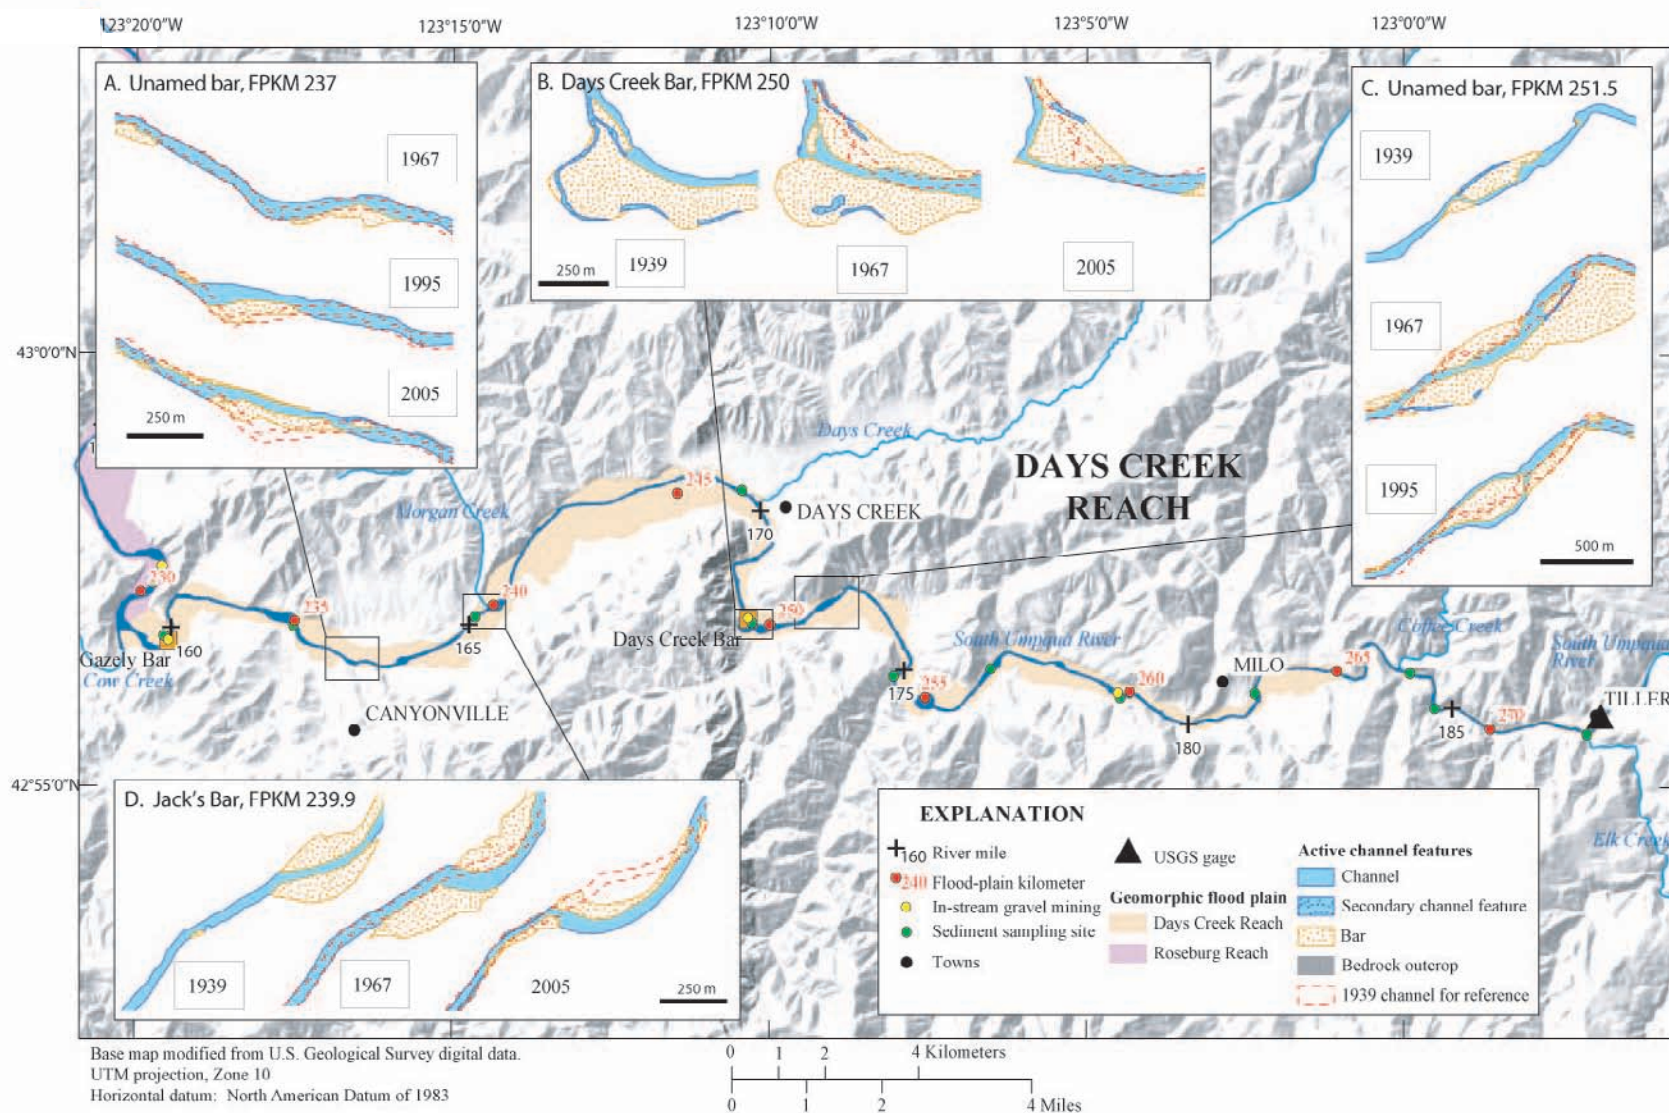 123°20'0"W
123°15'0"W
123°10'0"W
123°5'0"W
123°0'0"W
A. Unamed bar, FPKM 237
1967
1995
2005
250 m
B. Days Creek Bar, FPKM 250
250 m
1939
1967
2005
C. Unamed bar, FPKM 251.5
1939
1967
1995
500 m
43°0'0"N
42°55'0"N
Days Creek
DAYS CREEK
REACH
Morgan Creek
245
DAYS CREEK
170
230
235
240
160
165
Gazely Bar
Cow Creek
CANYONVILLE
Days Creek Bar
250
South Umpqua River
175
255
260
MILO
180
265
Coffee Creek
South Umpqua
River
185
270
TILLER
Elk Creek
D. Jack's Bar, FPKM 239.9
1939
1967
2005
250 m
EXPLANATION
160 River mile
240 Flood-plain kilometer
In-stream gravel mining
Sediment sampling site
Towns
USGS gage
Geomorphic flood plain
Days Creek Reach
Roseburg Reach
Active channel features
Channel
Secondary channel feature
Bar
Bedrock outcrop
1939 channel for reference
Base map modified from U.S. Geological Survey digital data.
UTM projection, Zone 10
Horizontal datum: North American Datum of 1983
0 1 2 4 Kilometers
0 1 2 4 Miles